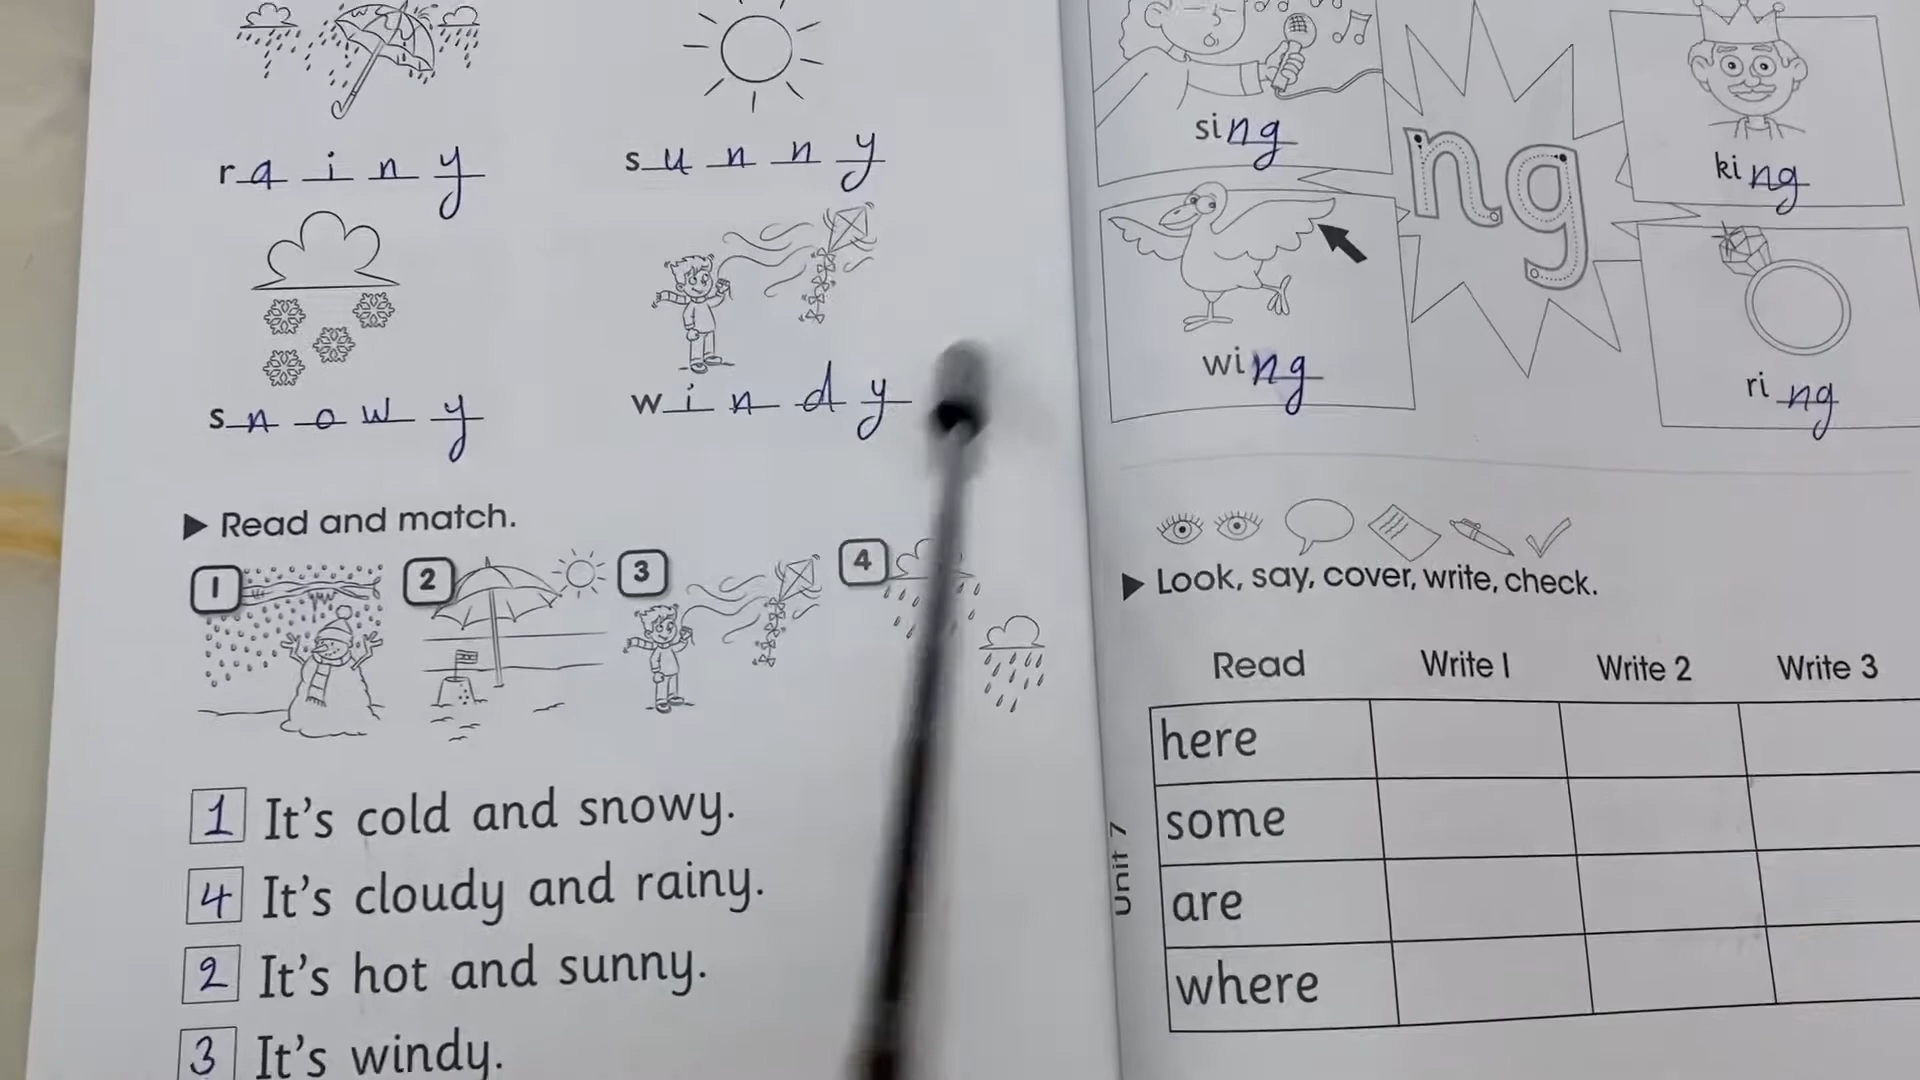 rainy
sunny
snowy
windy
Read and match.
1
2
3
4
1 It's cold and snowy.
4 It's cloudy and rainy.
2 It's hot and sunny.
3 It's windy.
sing
ng
king
wing
ring
Look, say, cover, write, check.
Read Write 1 Write 2 Write 3
here
some
are
where
Unit 7